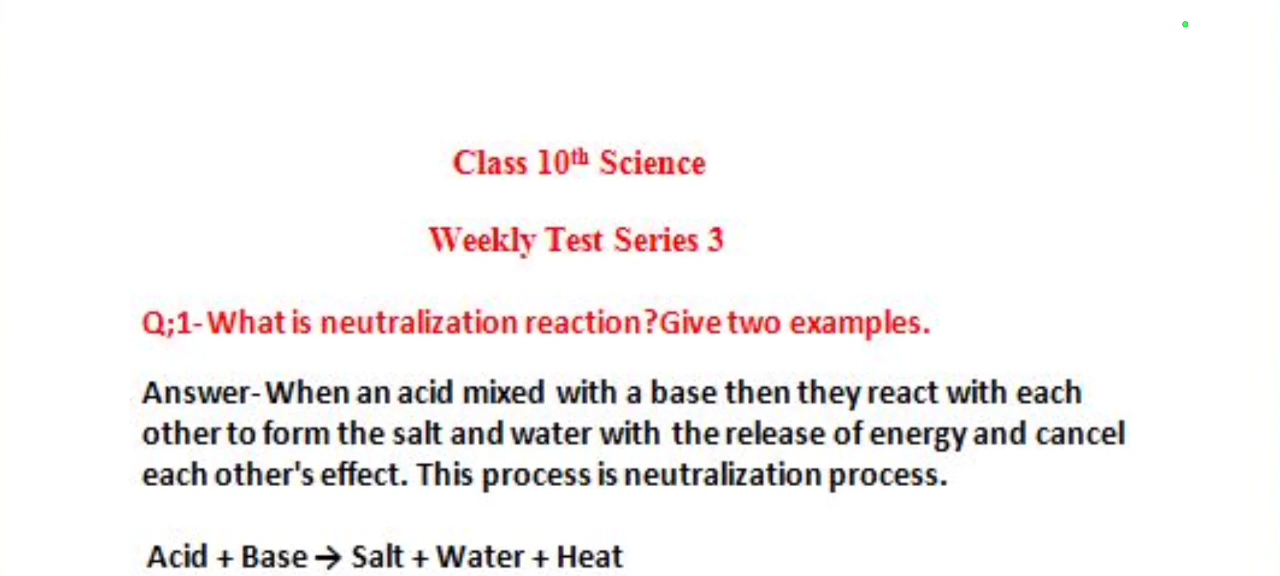 Class 10th Science
Weekly Test Series 3
Q;1- What is neutralization reaction?Give two examples.
Answer- When an acid mixed with a base then they react with each
other to form the salt and water with the release of energy and cancel
each other's effect. This process is neutralization process.
Acid + Base → Salt + Water + Heat